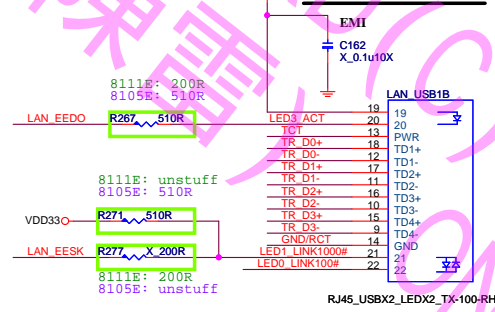 EMI
C162
X_0.1u10X
8111E: 200R
8105E: 510R
LAN_USB1B
LAN_EEDO
R267 510R
LED3_ACT
19
19
20
20
TCT
13
PWR
TR_D0+
18
TD1+
TR_D0-
12
TD1-
TR_D1+
17
TD2+
TR_D1-
11
TD2-
TR_D2+
16
TD3+
TR_D2-
10
TD3-
TR_D3+
15
TD4+
TR_D3-
9
TD4-
GND/RCT
14
GND
8111E: unstuff
8105E: 510R
VDD33
R271 510R
LAN_EESK
R277 X_200R
LED1_LINK1000#
21
21
LED0_LINK100#
22
22
8111E: 200R
8105E: unstuff
RJ45_USBX2_LEDX2_TX-100-RH